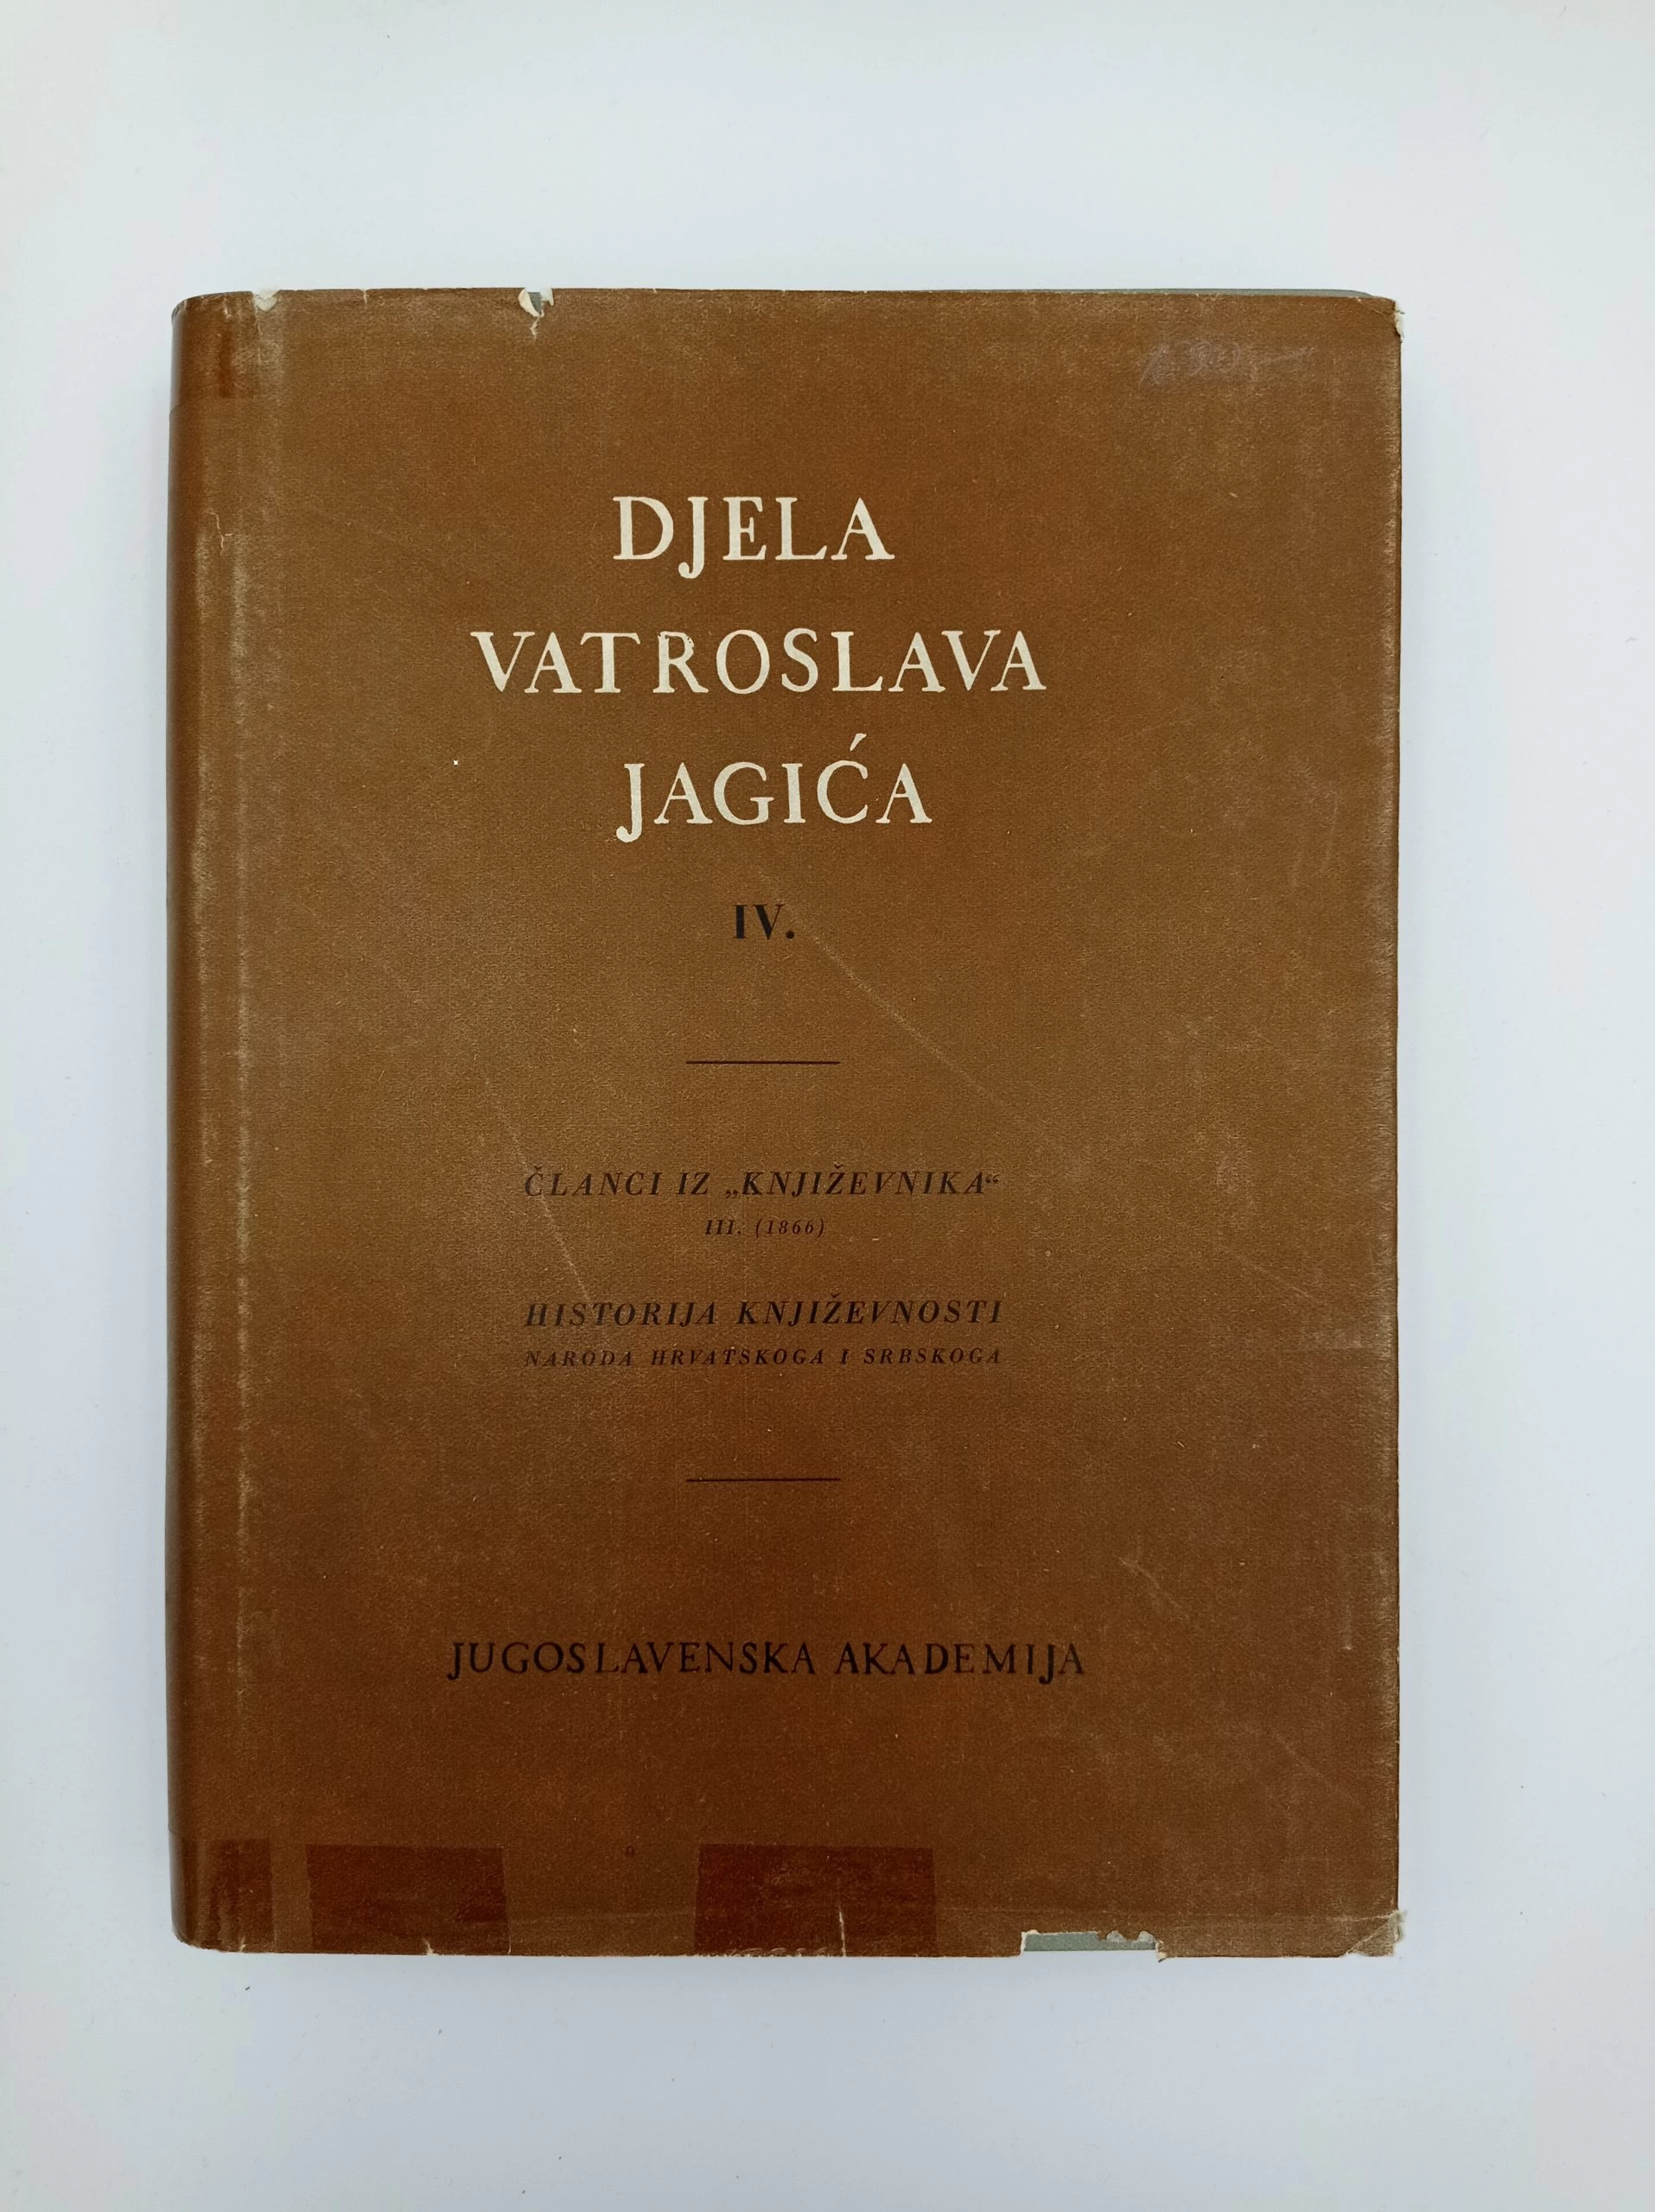 DJELA
VATROSLAVA
JAGIĆA
IV.
ČLANCI IZ „KNJIŽEVNIKA“
III. (1866)
HISTORIJA KNJIŽEVNOSTI
NARODA HRVATSKOGA I SRBSKOGA
JUGOSLAVENSKA AKADEMIJA